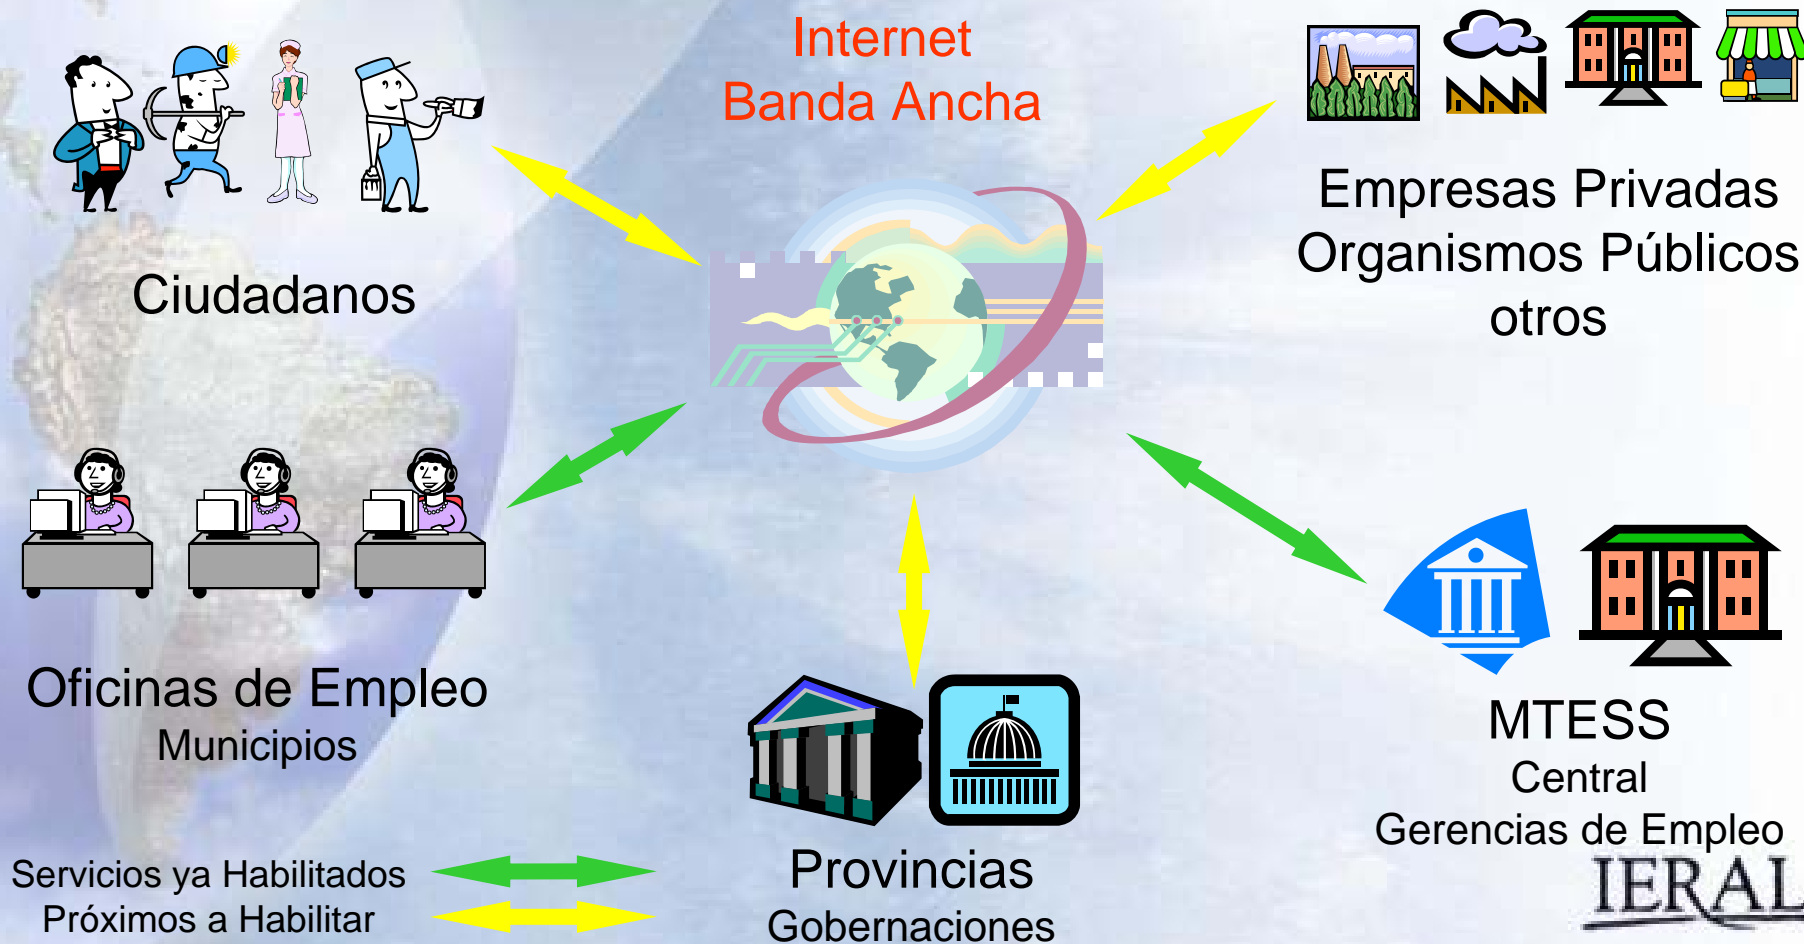 Internet
Banda Ancha
Ciudadanos
Empresas Privadas
Organismos Públicos
otros
Oficinas de Empleo
Municipios
MTESS
Central
Gerencias de Empleo
Provincias
Gobernaciones
Servicios ya Habilitados
Próximos a Habilitar
IERAL